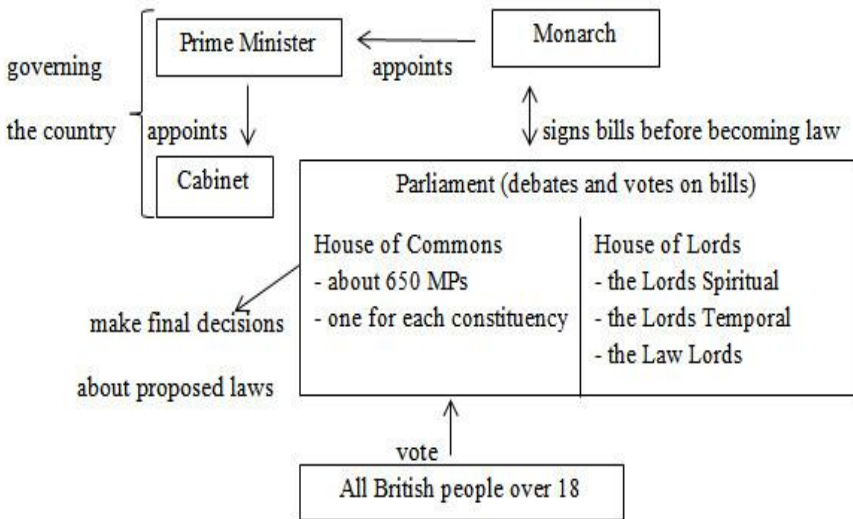 Prime Minister
Monarch
governing
appoints
the country
appoints
signs bills before becoming law
Cabinet
Parliament (debates and votes on bills)
House of Commons
- about 650 MPs
- one for each constituency
House of Lords
- the Lords Spiritual
- the Lords Temporal
- the Law Lords
make final decisions
about proposed laws
vote
All British people over 18